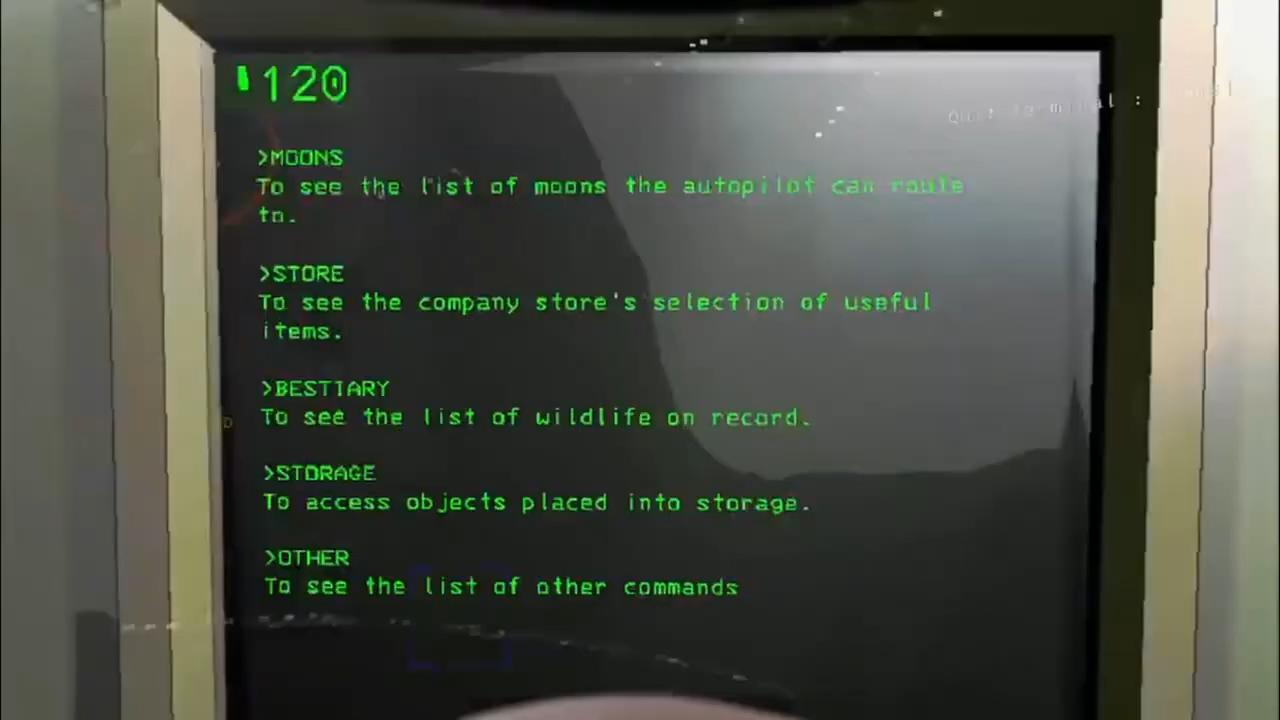 120
Quit terminal :
>MOONS
To see the list of moons the autopilot can route
to.
>STORE
To see the company store's selection of useful
items.
>BESTIARY
To see the list of wildlife on record.
>STORAGE
To access objects placed into storage.
>OTHER
To see the list of other commands